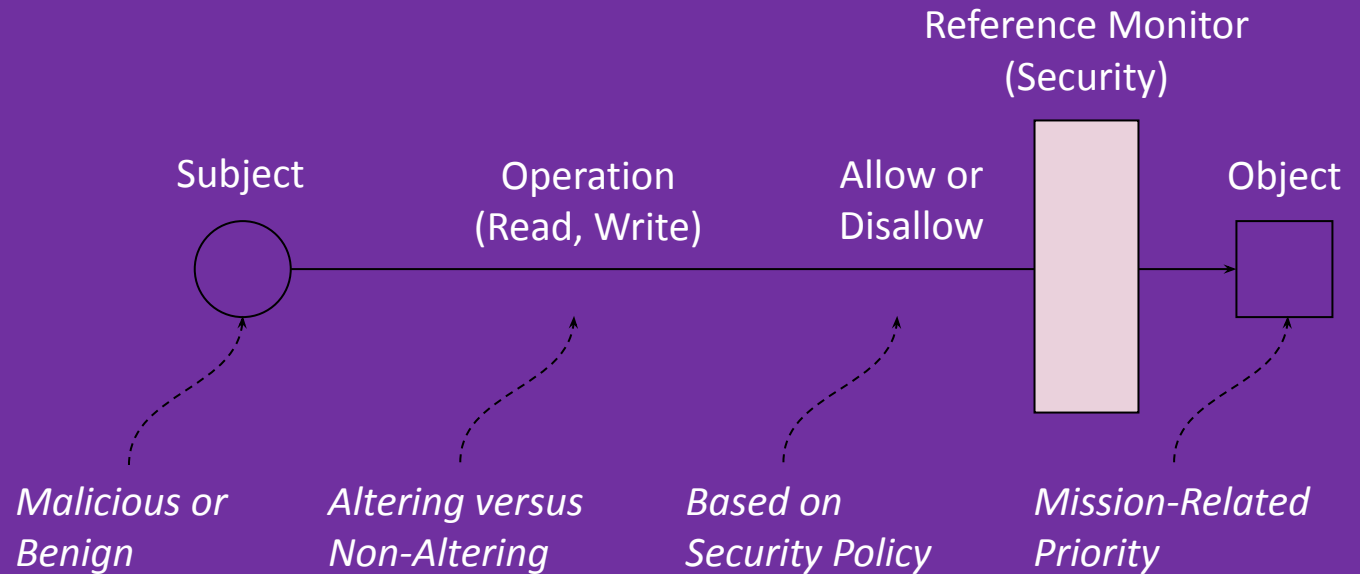 Reference Monitor
(Security)
Subject
Operation
(Read, Write)
Allow or
Disallow
Object
Malicious or
Benign
Altering versus
Non-Altering
Based on
Security Policy
Mission-Related
Priority